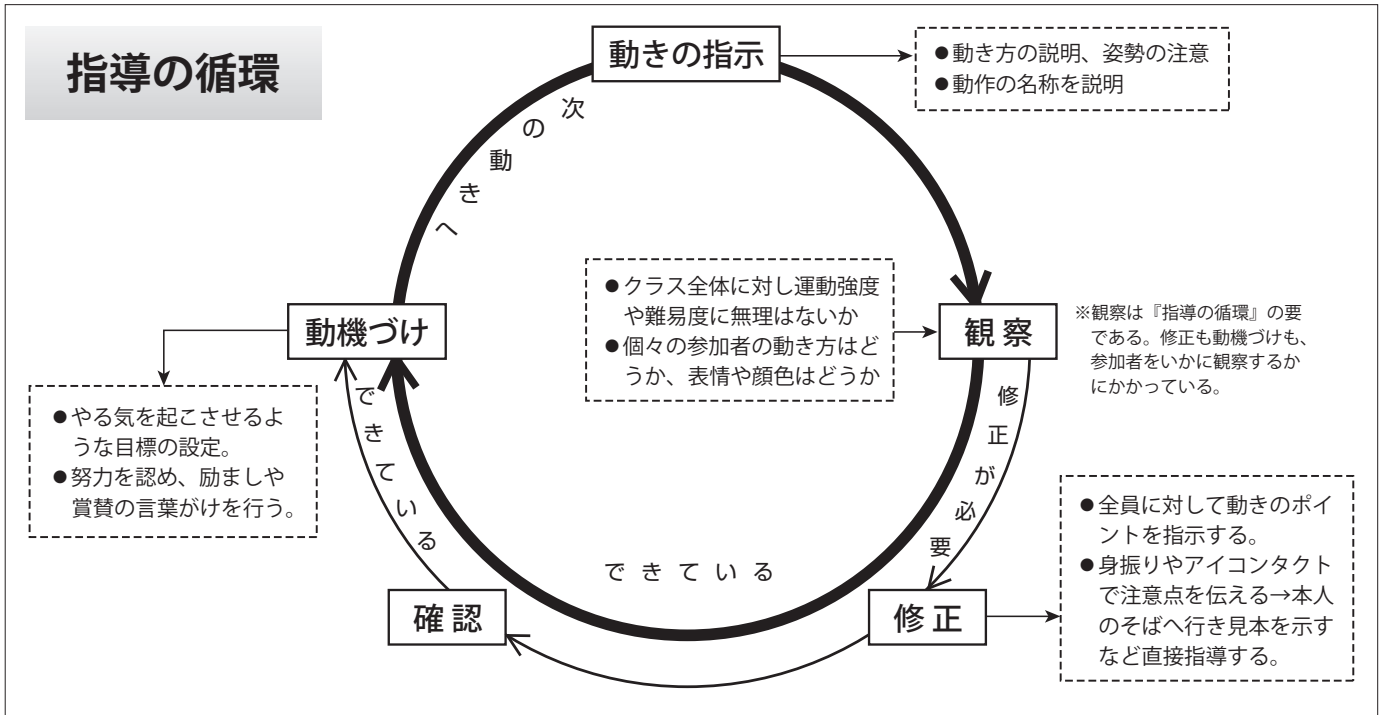 指導の循環
動きの指示
●動き方の説明、姿勢の注意
●動作の名称を説明
次の動きへ
●クラス全体に対し運動強度
や難易度に無理はないか
●個々の参加者の動き方はど
うか、表情や顔色はどうか
観察
※観察は『指導の循環』の要
である。修正も動機づけも、
参加者をいかに観察するか
にかかっている。
動機づけ
●やる気を起こさせるよ
うな目標の設定。
●努力を認め、励ましや
賞賛の言葉がけを行う。
できている
修正が必要
できている
確認
修正
●全員に対して動きのポイ
ントを指示する。
●身振りやアイコンタクト
で注意点を伝える→本人
のそばへ行き見本を示す
など直接指導する。